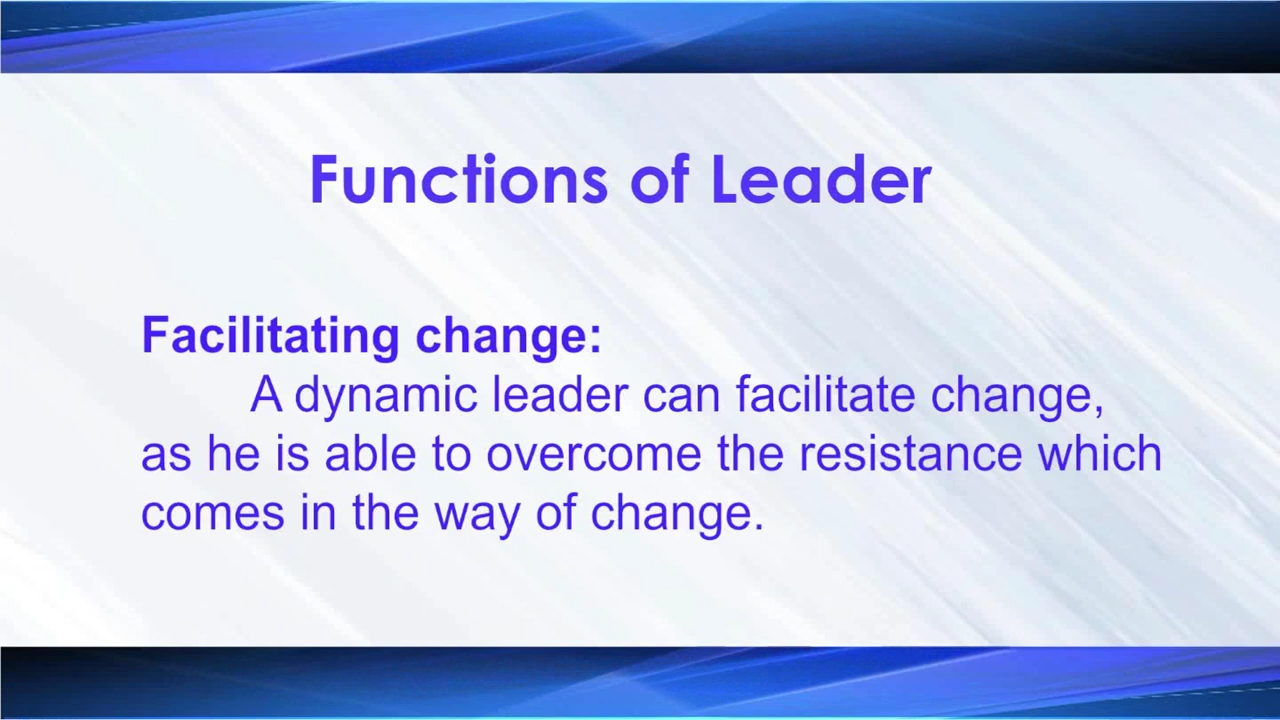 Functions of Leader
Facilitating change:
A dynamic leader can facilitate change,
as he is able to overcome the resistance which
comes in the way of change.